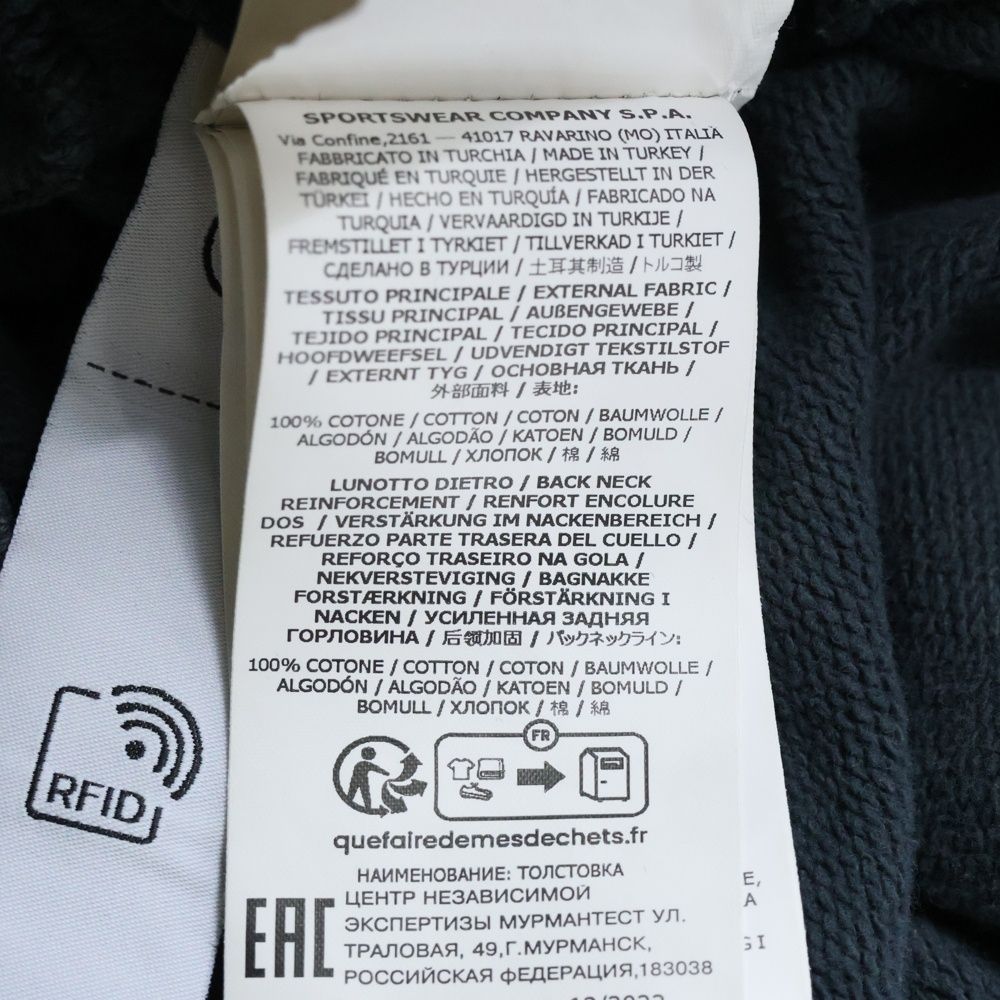 SPORTSWEAR COMPANY S.P.A.
Via Confine,2161 — 41017 RAVARINO (MO) ITALIA
FABBRICATO IN TURCHIA / MADE IN TURKEY /
FABRIQUÉ EN TURQUIE / HERGESTELLT IN DER
TÜRKEI / HECHO EN TURQUÍA / FABRICADO NA
TURQUIA / VERVAARDIGD IN TURKIJE /
FREMSTILLET I TYRKIET / TILLVERKAD I TURKIET /
СДЕЛАНО В ТУРЦИИ / 土耳其制造 / トルコ製
TESSUTO PRINCIPALE / EXTERNAL FABRIC /
TISSU PRINCIPAL / AUßENGEWEBE /
TEJIDO PRINCIPAL / TECIDO PRINCIPAL /
HOOFDWEEFSEL / UDVENDIGT TEKSTILSTOF
/ EXTERNT TYG / ОСНОВНАЯ ТКАНЬ /
外部面料 / 表地:
100% COTONE / COTTON / COTON / BAUMWOLLE /
ALGODÓN / ALGODÃO / KATOEN / BOMULD /
BOMULL / ХЛОПОК / 棉 / 綿
LUNOTTO DIETRO / BACK NECK
REINFORCEMENT / RENFORT ENCOLURE
DOS / VERSTÄRKUNG IM NACKENBEREICH /
REFUERZO PARTE TRASERA DEL CUELLO /
REFORÇO TRASEIRO NA GOLA /
NEKVERSTEVIGING / BAGNAKKE
FORSTÆRKNING / FÖRSTÄRKNING I
NACKEN / УСИЛЕННАЯ ЗАДНЯЯ
ГОРЛОВИНА / 后领加固 / バックネックライン:
100% COTONE / COTTON / COTON / BAUMWOLLE /
ALGODÓN / ALGODÃO / KATOEN / BOMULD /
BOMULL / ХЛОПОК / 棉 / 綿
FR
quefairedemesdechets.fr
НАИМЕНОВАНИЕ: ТОЛСТОВКА
EAC
ЦЕНТР НЕЗАВИСИМОЙ
ЭКСПЕРТИЗЫ МУРМАНТЕСТ УЛ.
ТРАЛОВАЯ, 49,Г.МУРМАНСК,
РОССИЙСКАЯ ФЕДЕРАЦИЯ,183038
RFID